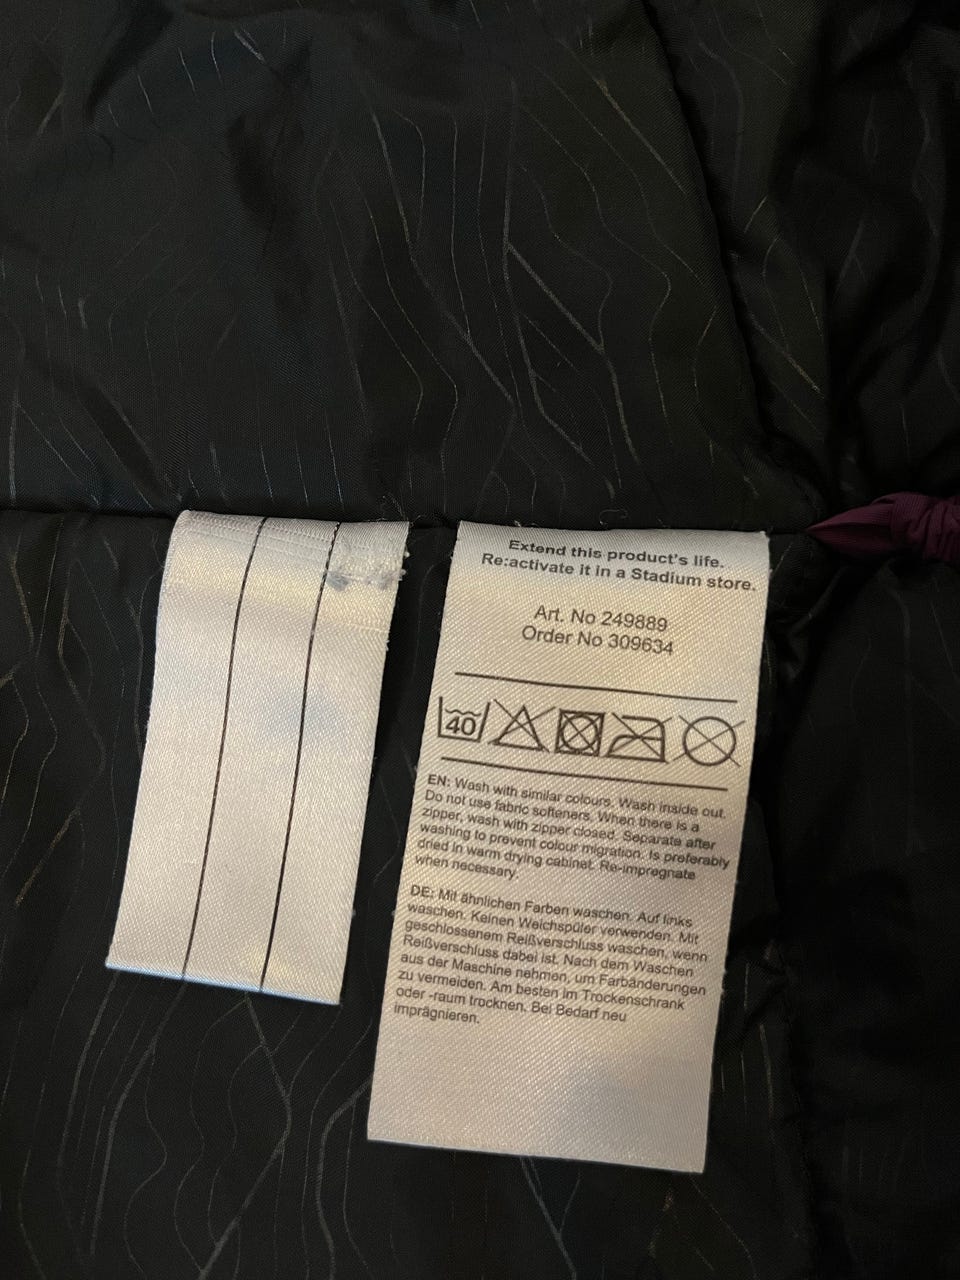 Extend this product's life.
Re:activate it in a Stadium store.
Art. No 249889
Order No 309634
40
EN: Wash with similar colours. Wash inside out.
Do not use fabric softeners. When there is a
zipper, wash with zipper closed. Separate after
washing to prevent colour migration. Is preferably
dried in warm drying cabinet. Re-impregnate
when necessary.
DE: Mit ähnlichen Farben waschen. Auf links
waschen. Keinen Weichspüler verwenden. Mit
geschlossenem Reißverschluss waschen, wenn
Reißverschluss dabei ist. Nach dem Waschen
aus der Maschine nehmen, um Farbänderungen
zu vermeiden. Am besten im Trockenschrank
oder -raum trocknen. Bei Bedarf neu
imprägnieren.